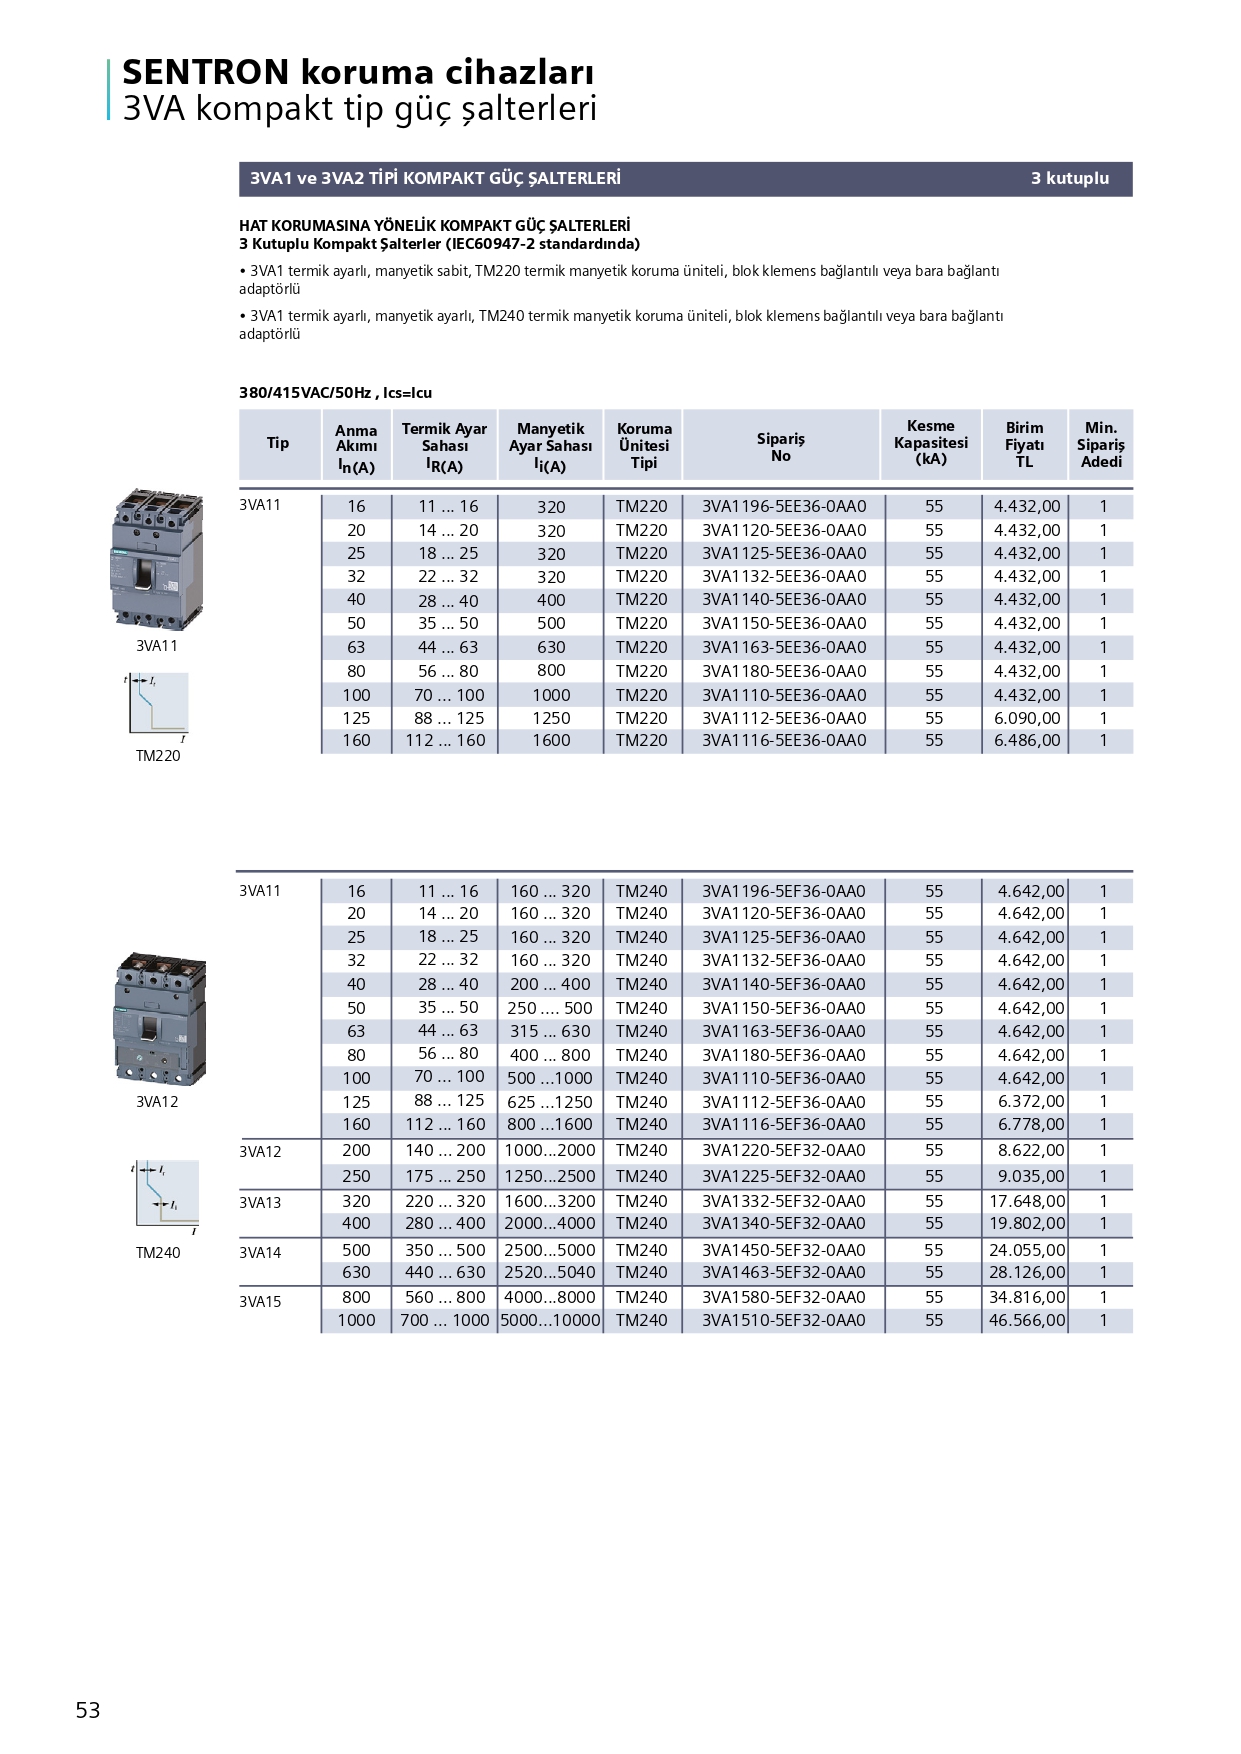 SENTRON koruma cihazları
3VA kompakt tip güç şalterleri
3VA1 ve 3VA2 TİPİ KOMPAKT GÜÇ ŞALTERLERİ 3 kutuplu
HAT KORUMASINA YÖNELİK KOMPAKT GÜÇ ŞALTERLERİ
3 Kutuplu Kompakt Şalterler (IEC60947-2 standardında)
• 3VA1 termik ayarlı, manyetik sabit, TM220 termik manyetik koruma üniteli, blok klemens bağlantılı veya bara bağlantı
adaptörlü
• 3VA1 termik ayarlı, manyetik ayarlı, TM240 termik manyetik koruma üniteli, blok klemens bağlantılı veya bara bağlantı
adaptörlü
380/415VAC/50Hz , Ics=Icu
Tip
Anma
Akımı
In(A)
Termik Ayar
Sahası
IR(A)
Manyetik
Ayar Sahası
Ii(A)
Koruma
Ünitesi
Tipi
Sipariş
No
Kesme
Kapasitesi
(kA)
Birim
Fiyatı
TL
Min.
Sipariş
Adedi
3VA11 16 11 ... 16 320 TM220 3VA1196-5EE36-0AA0 55 4.432,00 1
20 14 ... 20 320 TM220 3VA1120-5EE36-0AA0 55 4.432,00 1
25 18 ... 25 320 TM220 3VA1125-5EE36-0AA0 55 4.432,00 1
32 22 ... 32 320 TM220 3VA1132-5EE36-0AA0 55 4.432,00 1
40 28 ... 40 400 TM220 3VA1140-5EE36-0AA0 55 4.432,00 1
50 35 ... 50 500 TM220 3VA1150-5EE36-0AA0 55 4.432,00 1
63 44 ... 63 630 TM220 3VA1163-5EE36-0AA0 55 4.432,00 1
80 56 ... 80 800 TM220 3VA1180-5EE36-0AA0 55 4.432,00 1
100 70 ... 100 1000 TM220 3VA1110-5EE36-0AA0 55 4.432,00 1
125 88 ... 125 1250 TM220 3VA1112-5EE36-0AA0 55 6.090,00 1
160 112 ... 160 1600 TM220 3VA1116-5EE36-0AA0 55 6.486,00 1
3VA11
t Ir
I
TM220
3VA11 16 11 ... 16 160 ... 320 TM240 3VA1196-5EF36-0AA0 55 4.642,00 1
20 14 ... 20 160 ... 320 TM240 3VA1120-5EF36-0AA0 55 4.642,00 1
25 18 ... 25 160 ... 320 TM240 3VA1125-5EF36-0AA0 55 4.642,00 1
32 22 ... 32 160 ... 320 TM240 3VA1132-5EF36-0AA0 55 4.642,00 1
40 28 ... 40 200 ... 400 TM240 3VA1140-5EF36-0AA0 55 4.642,00 1
50 35 ... 50 250 .... 500 TM240 3VA1150-5EF36-0AA0 55 4.642,00 1
63 44 ... 63 315 ... 630 TM240 3VA1163-5EF36-0AA0 55 4.642,00 1
80 56 ... 80 400 ... 800 TM240 3VA1180-5EF36-0AA0 55 4.642,00 1
100 70 ... 100 500 ...1000 TM240 3VA1110-5EF36-0AA0 55 4.642,00 1
125 88 ... 125 625 ...1250 TM240 3VA1112-5EF36-0AA0 55 6.372,00 1
160 112 ... 160 800 ...1600 TM240 3VA1116-5EF36-0AA0 55 6.778,00 1
3VA12 200 140 ... 200 1000...2000 TM240 3VA1220-5EF32-0AA0 55 8.622,00 1
250 175 ... 250 1250...2500 TM240 3VA1225-5EF32-0AA0 55 9.035,00 1
3VA13 320 220 ... 320 1600...3200 TM240 3VA1332-5EF32-0AA0 55 17.648,00 1
400 280 ... 400 2000...4000 TM240 3VA1340-5EF32-0AA0 55 19.802,00 1
3VA14 500 350 ... 500 2500...5000 TM240 3VA1450-5EF32-0AA0 55 24.055,00 1
630 440 ... 630 2520...5040 TM240 3VA1463-5EF32-0AA0 55 28.126,00 1
3VA15 800 560 ... 800 4000...8000 TM240 3VA1580-5EF32-0AA0 55 34.816,00 1
1000 700 ... 1000 5000...10000 TM240 3VA1510-5EF32-0AA0 55 46.566,00 1
3VA12
t Ir
Ii
I
TM240
53